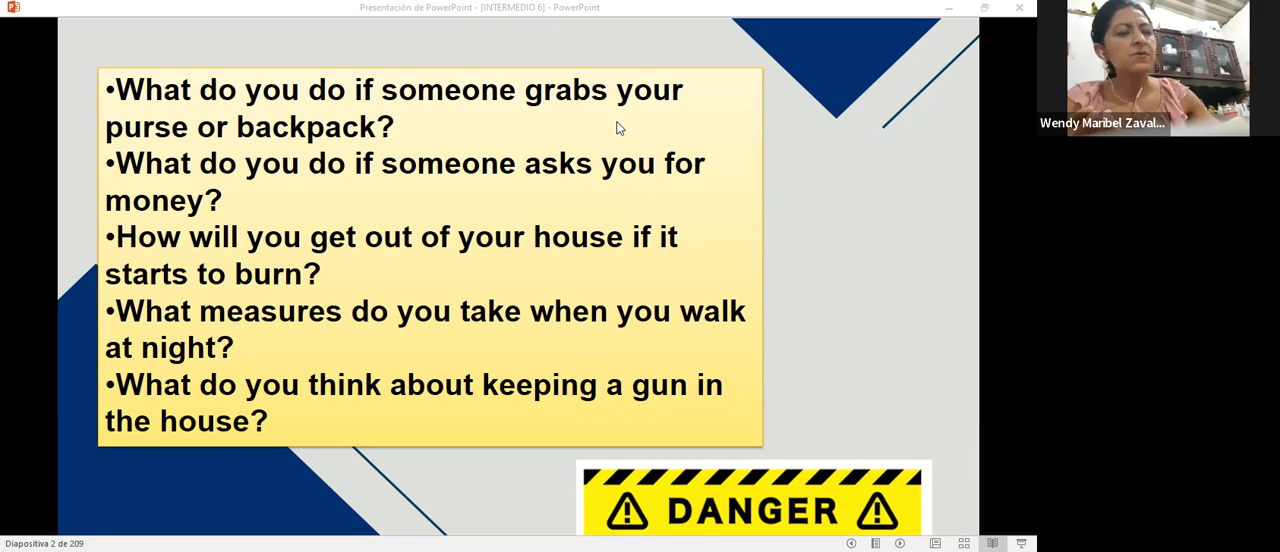 Presentación de PowerPoint - [INTERMEDIO 6] - PowerPoint
•What do you do if someone grabs your
purse or backpack?
•What do you do if someone asks you for
money?
•How will you get out of your house if it
starts to burn?
•What measures do you take when you walk
at night?
•What do you think about keeping a gun in
the house?
DANGER
Wendy Maribel Zaval...
Diapositiva 2 de 209